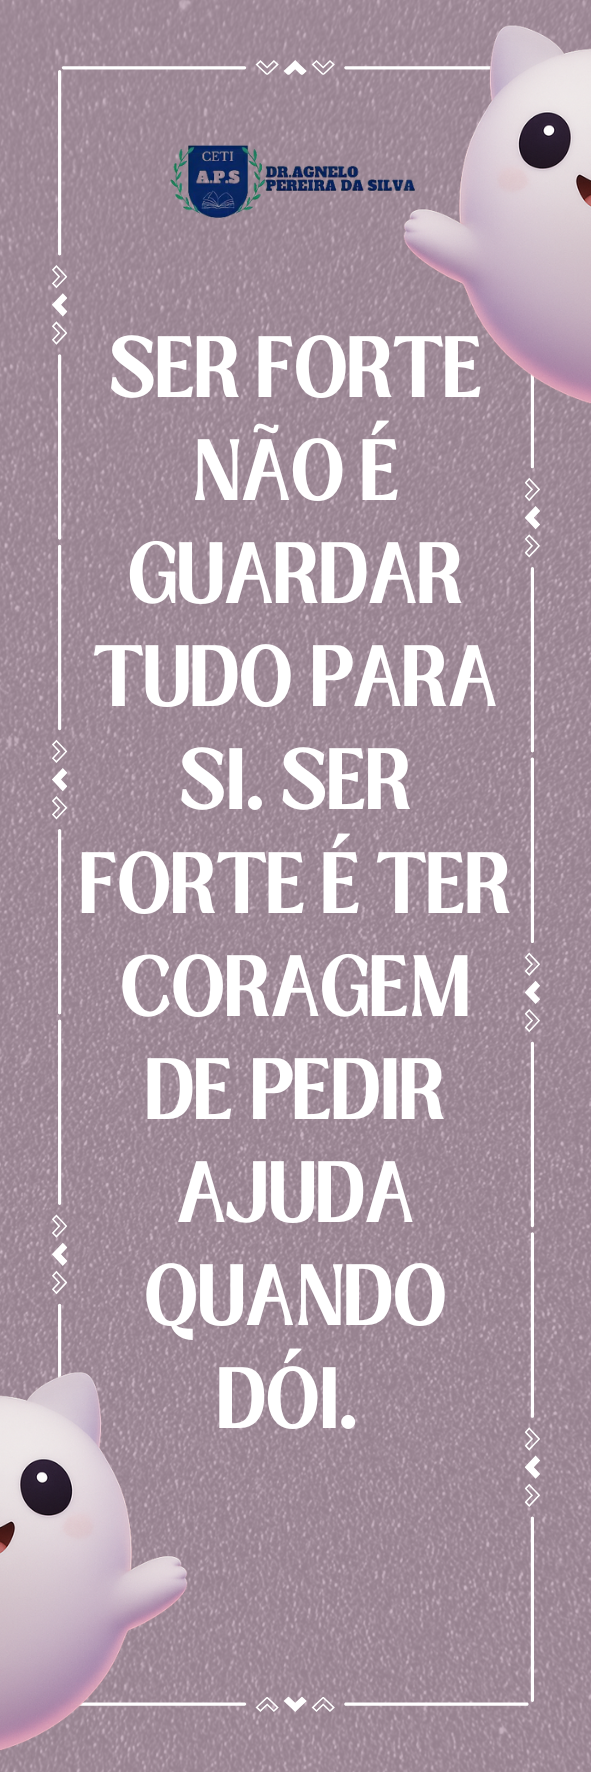 CETI
A.P.S
DR.AGNELO
PEREIRA DA SILVA
SER FORTE
NÃO É
GUARDAR
TUDO PARA
SI. SER
FORTE É TER
CORAGEM
DE PEDIR
AJUDA
QUANDO
DÓI.